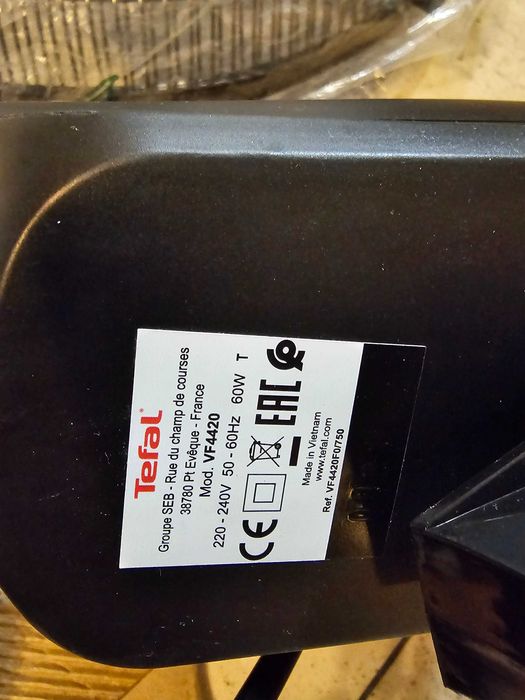 Tefal®
Groupe SEB - Rue du champ de courses
38780 Pt Evêque - France
Mod. VF4420
220 - 240V 50 - 60Hz 60W T
CE EAC
Made in Vietnam
www.tefal.com
Ref. VF4420F0/750